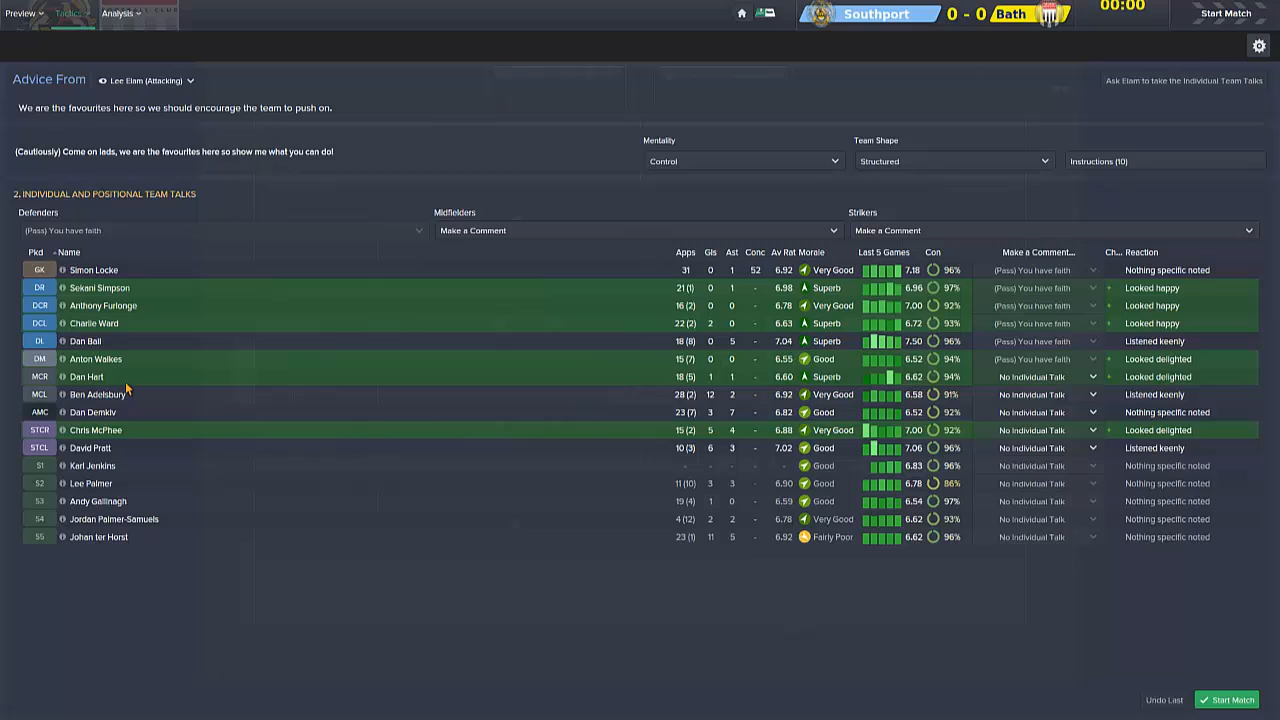 Preview Tactics Analysis Southport 0 - 0 Bath 00:00 Start Match
Advice From Lee Elam (Attacking) Ask Elam to take the Individual Team Talks
We are the favourites here so we should encourage the team to push on.
Mentality Team Shape
(Cautiously) Come on lads, we are the favourites here so show me what you can do!
Control Structured Instructions (10)
2. INDIVIDUAL AND POSITIONAL TEAM TALKS
Defenders Midfielders Strikers
(Pass) You have faith Make a Comment Make a Comment
Pkd Name Apps Gls Ast Conc Av Rat Morale Last 5 Games Con Make a Comment... Ch... Reaction
GK Simon Locke 31 0 1 52 6.92 Very Good 7.18 96% (Pass) You have faith Nothing specific noted
DR Sekani Simpson 21 (1) 0 1 - 6.98 Superb 6.96 97% (Pass) You have faith + Looked happy
DCR Anthony Furlonge 16 (2) 0 0 - 6.78 Very Good 7.00 92% (Pass) You have faith + Looked happy
DCL Charlie Ward 22 (2) 2 0 - 6.63 Superb 6.72 93% (Pass) You have faith + Looked happy
DL Dan Ball 18 (8) 0 5 - 7.04 Superb 7.50 96% (Pass) You have faith Listened keenly
DM Anton Walkes 15 (7) 0 0 - 6.55 Good 6.52 94% (Pass) You have faith + Looked delighted
MCR Dan Hart 18 (5) 1 1 - 6.60 Superb 6.62 94% No Individual Talk + Looked delighted
MCL Ben Adelsbury 28 (2) 12 2 - 6.92 Very Good 6.58 91% No Individual Talk Listened keenly
AMC Dan Demkiv 23 (7) 3 7 - 6.82 Good 6.52 92% No Individual Talk Nothing specific noted
STCR Chris McPhee 15 (2) 5 4 - 6.88 Very Good 7.00 92% No Individual Talk + Looked delighted
STCL David Pratt 10 (3) 6 3 - 7.02 Good 7.06 96% No Individual Talk Listened keenly
S1 Karl Jenkins - - - - - Good 6.83 96% No Individual Talk Nothing specific noted
S2 Lee Palmer 11 (10) 3 3 - 6.90 Good 6.78 86% No Individual Talk Nothing specific noted
S3 Andy Gallinagh 19 (4) 1 0 - 6.59 Good 6.54 97% No Individual Talk Nothing specific noted
S4 Jordan Palmer-Samuels 4 (12) 2 2 - 6.78 Very Good 6.62 93% No Individual Talk Nothing specific noted
S5 Johan ter Horst 23 (1) 11 5 - 6.92 Fairly Poor 6.62 96% No Individual Talk Nothing specific noted
Undo Last Start Match